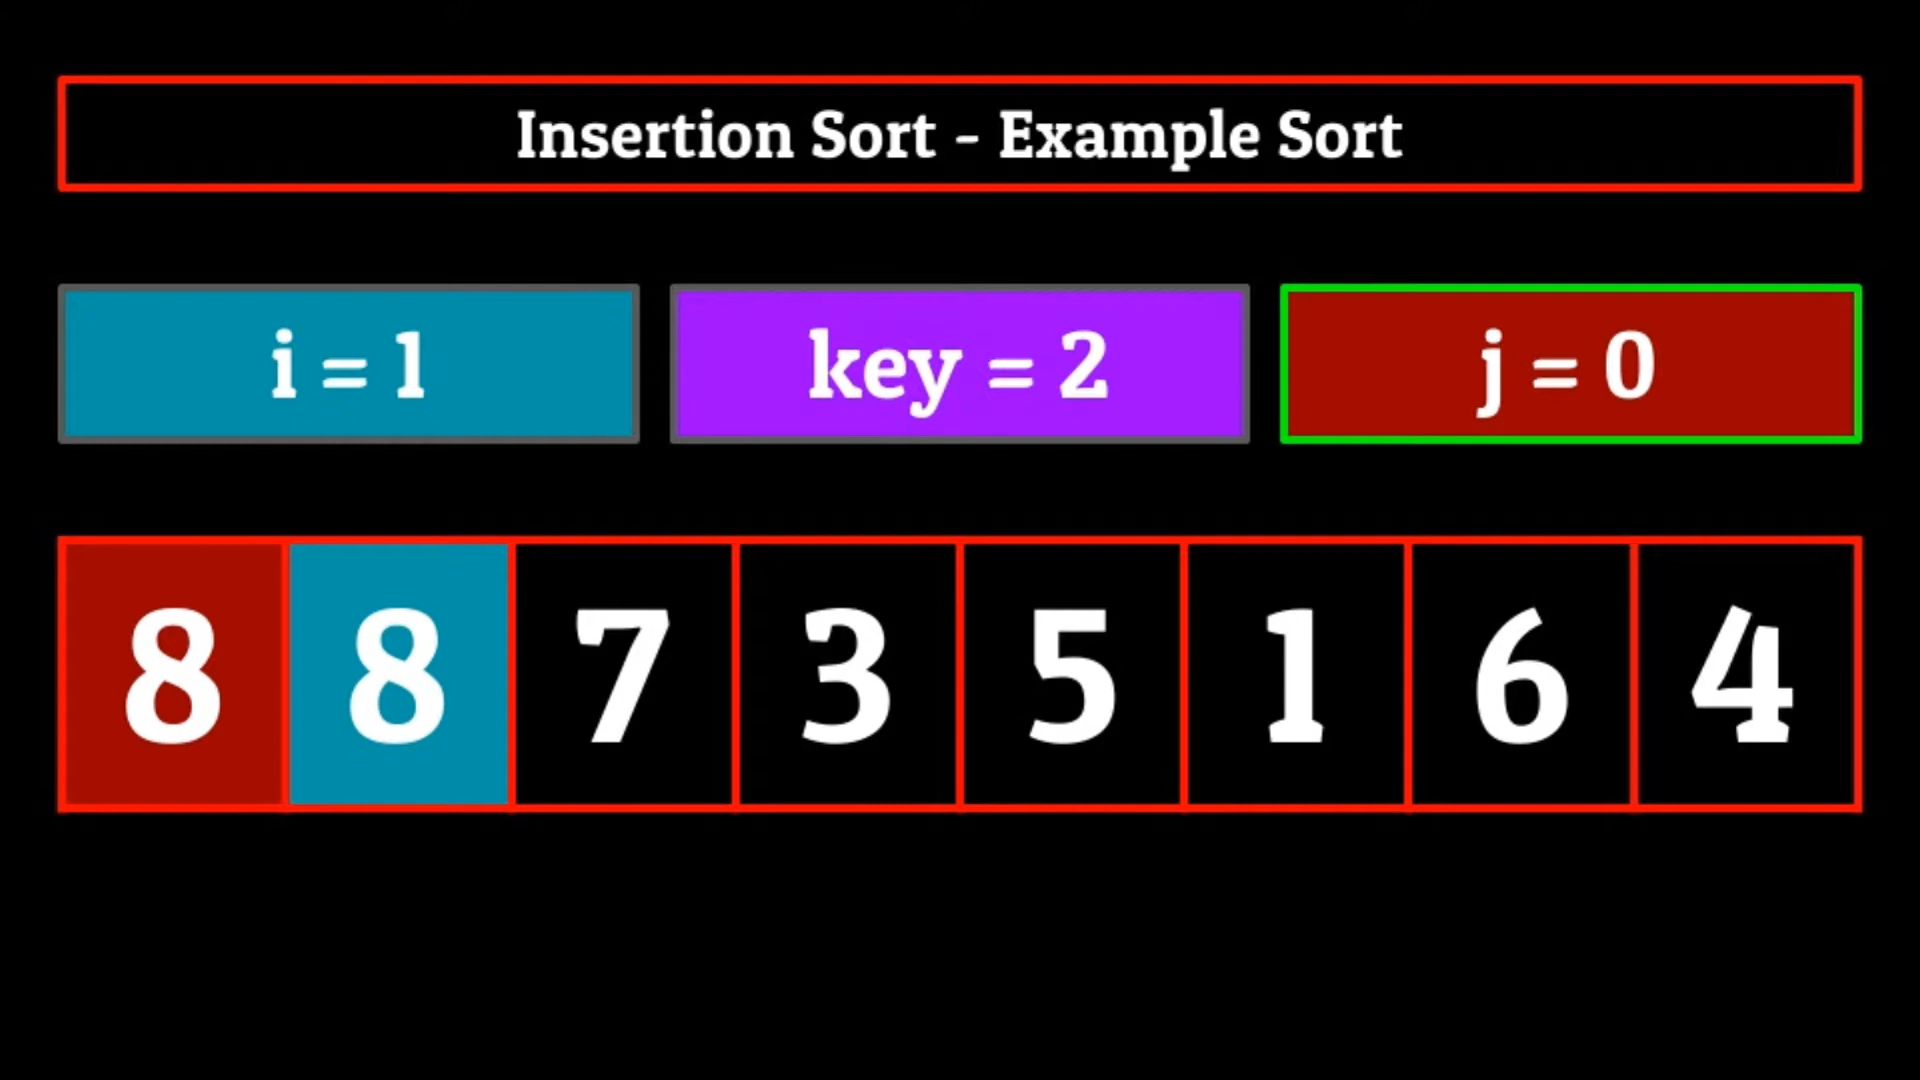 Insertion Sort - Example Sort
i = 1 key = 2 j = 0
8 8 7 3 5 1 6 4